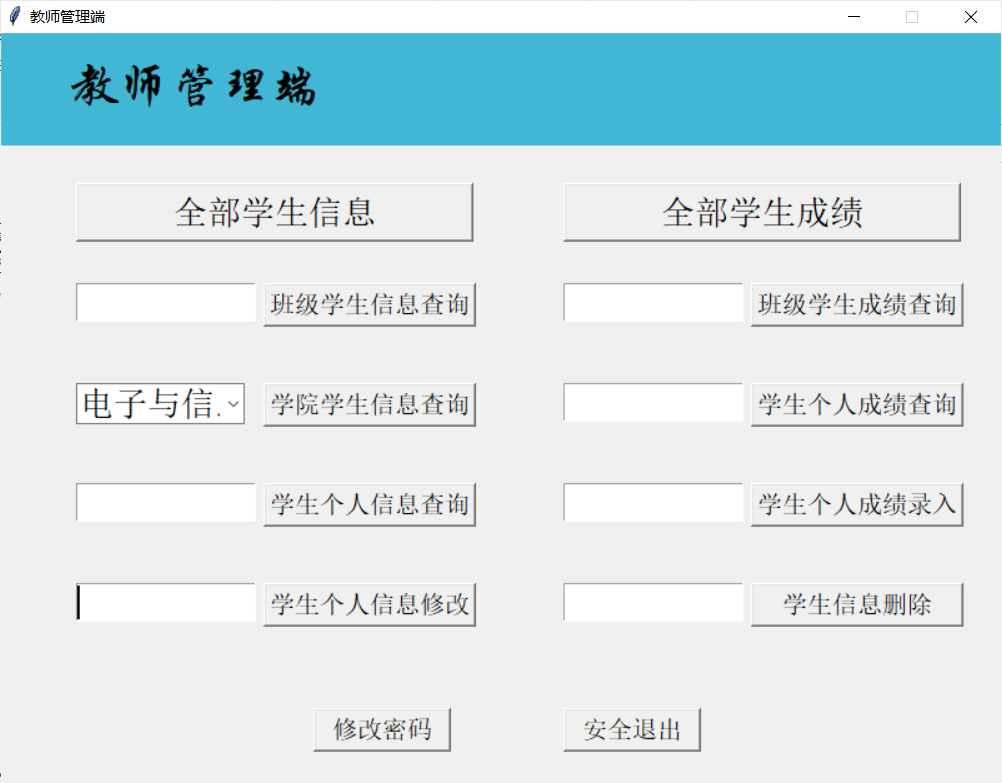 教师管理端
教师管理端
全部学生信息 全部学生成绩
班级学生信息查询 班级学生成绩查询
电子与信 学院学生信息查询 学生个人成绩查询
学生个人信息查询 学生个人成绩录入
学生个人信息修改 学生信息删除
修改密码 安全退出